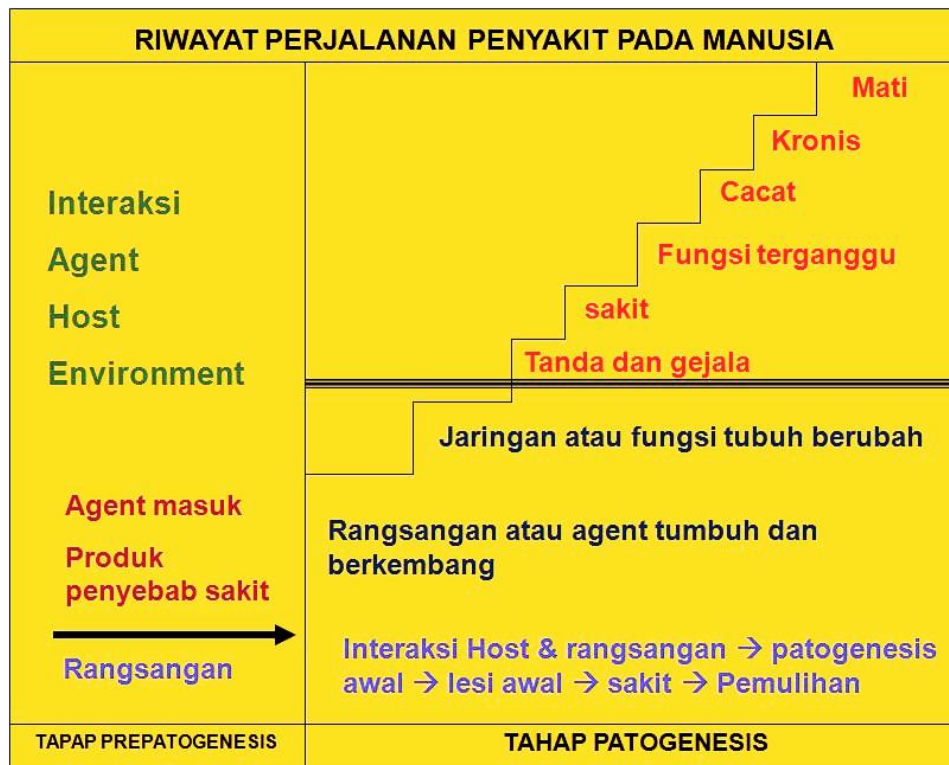 RIWAYAT PERJALANAN PENYAKIT PADA MANUSIA
Interaksi
Agent
Host
Environment
Agent masuk
Produk
penyebab sakit
Rangsangan
TAPAP PREPATOGENESIS
Mati
Kronis
Cacat
Fungsi terganggu
sakit
Tanda dan gejala
Jaringan atau fungsi tubuh berubah
Rangsangan atau agent tumbuh dan
berkembang
Interaksi Host & rangsangan → patogenesis
awal → lesi awal → sakit → Pemulihan
TAHAP PATOGENESIS